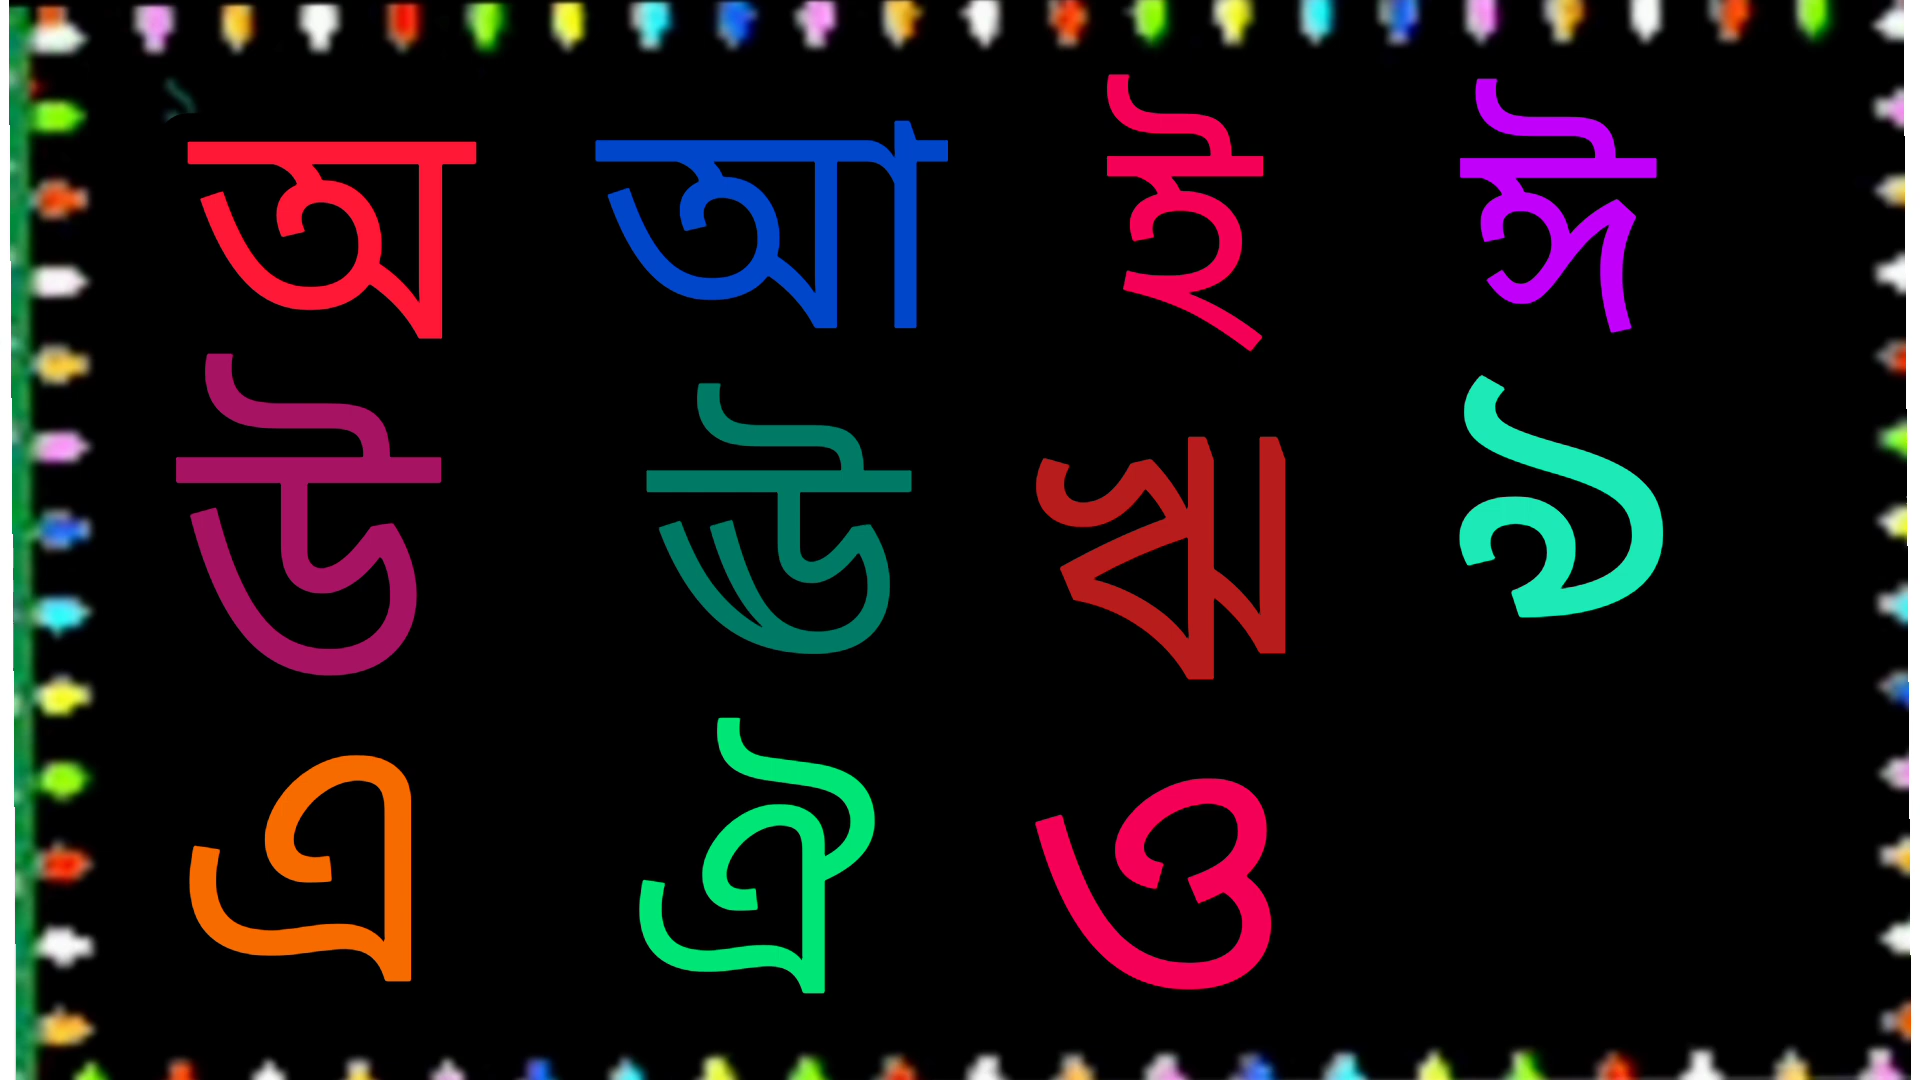 অ আ ই ঈ
উ ঊ ঋ ঌ
এ ঐ ও